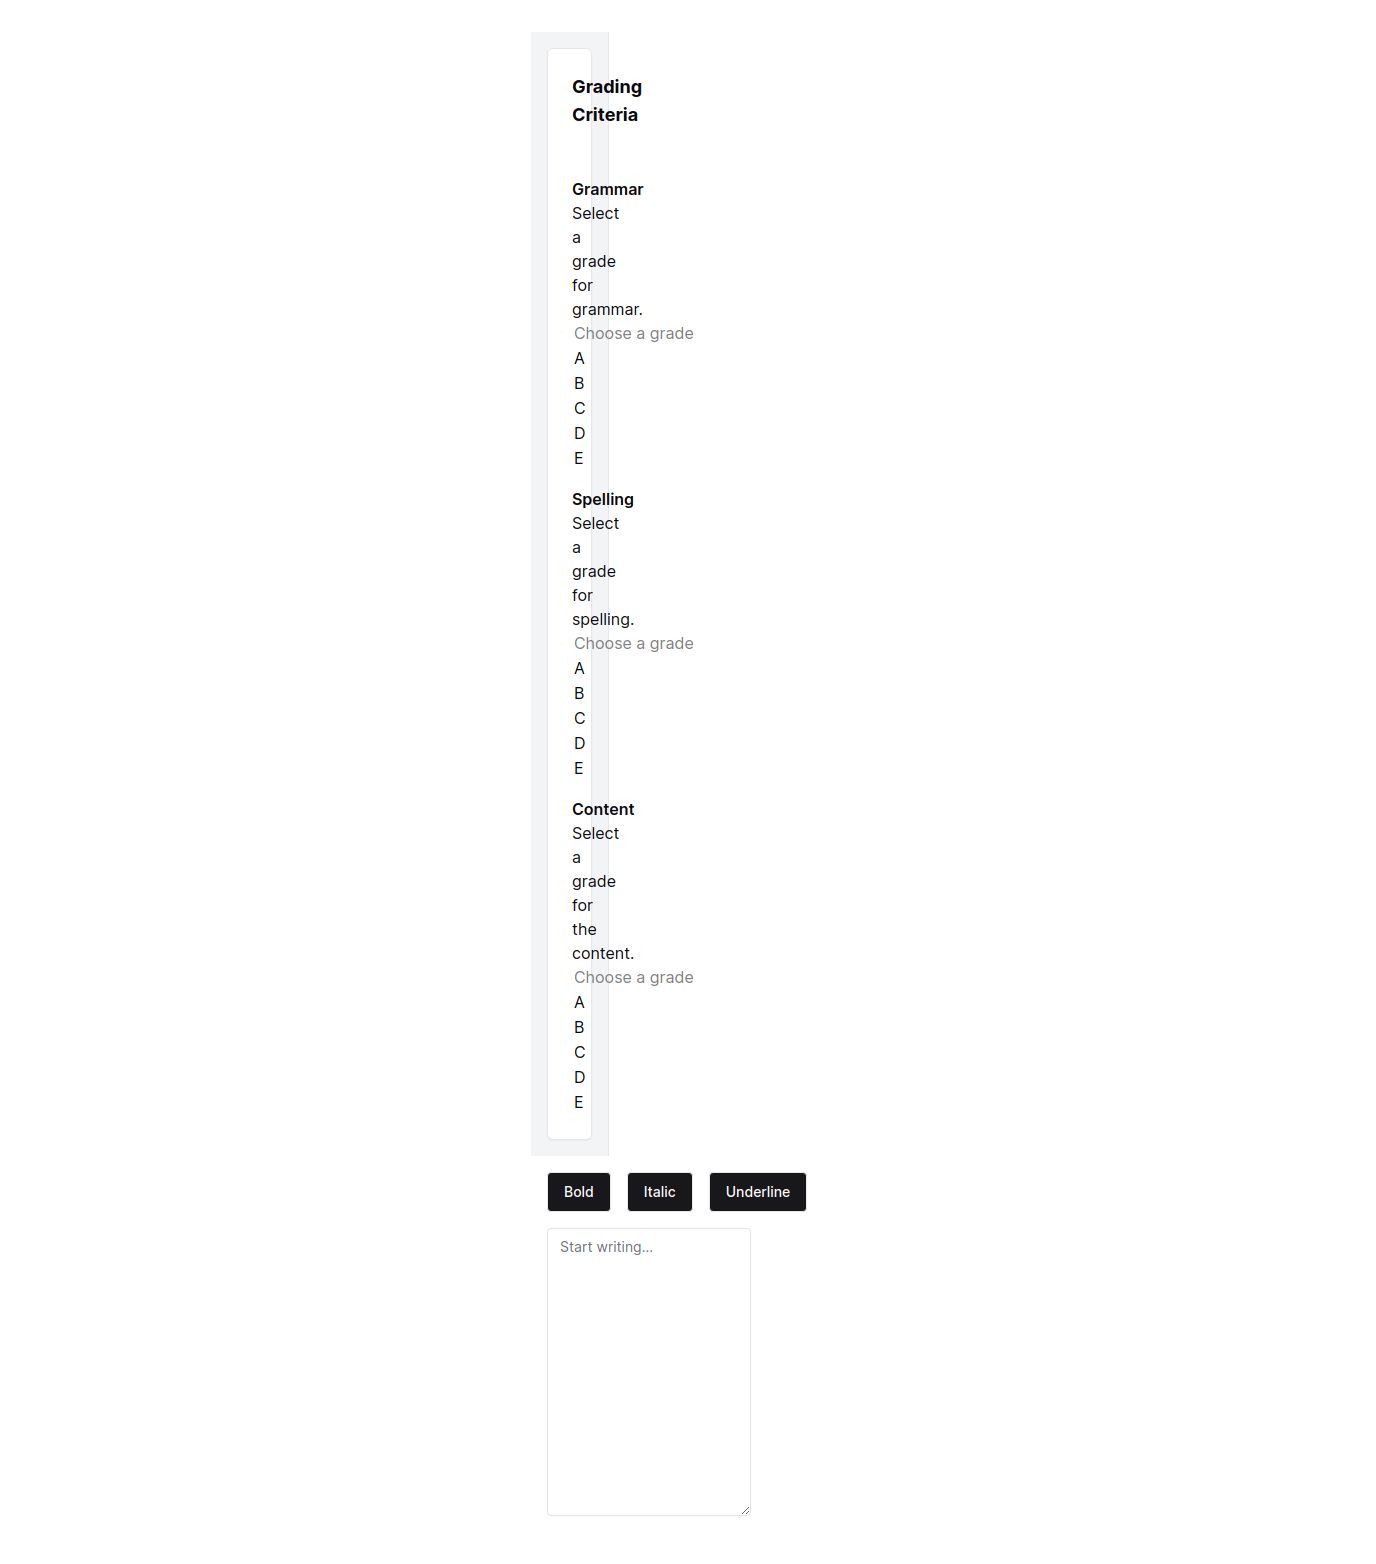 Grading
Criteria
Grammar
Select
a
grade
for
grammar.
Choose a grade
A
B
C
D
E
Spelling
Select
a
grade
for
spelling.
Choose a grade
A
B
C
D
E
Content
Select
a
grade
for
the
content.
Choose a grade
A
B
C
D
E
Bold Italic Underline
Start writing...